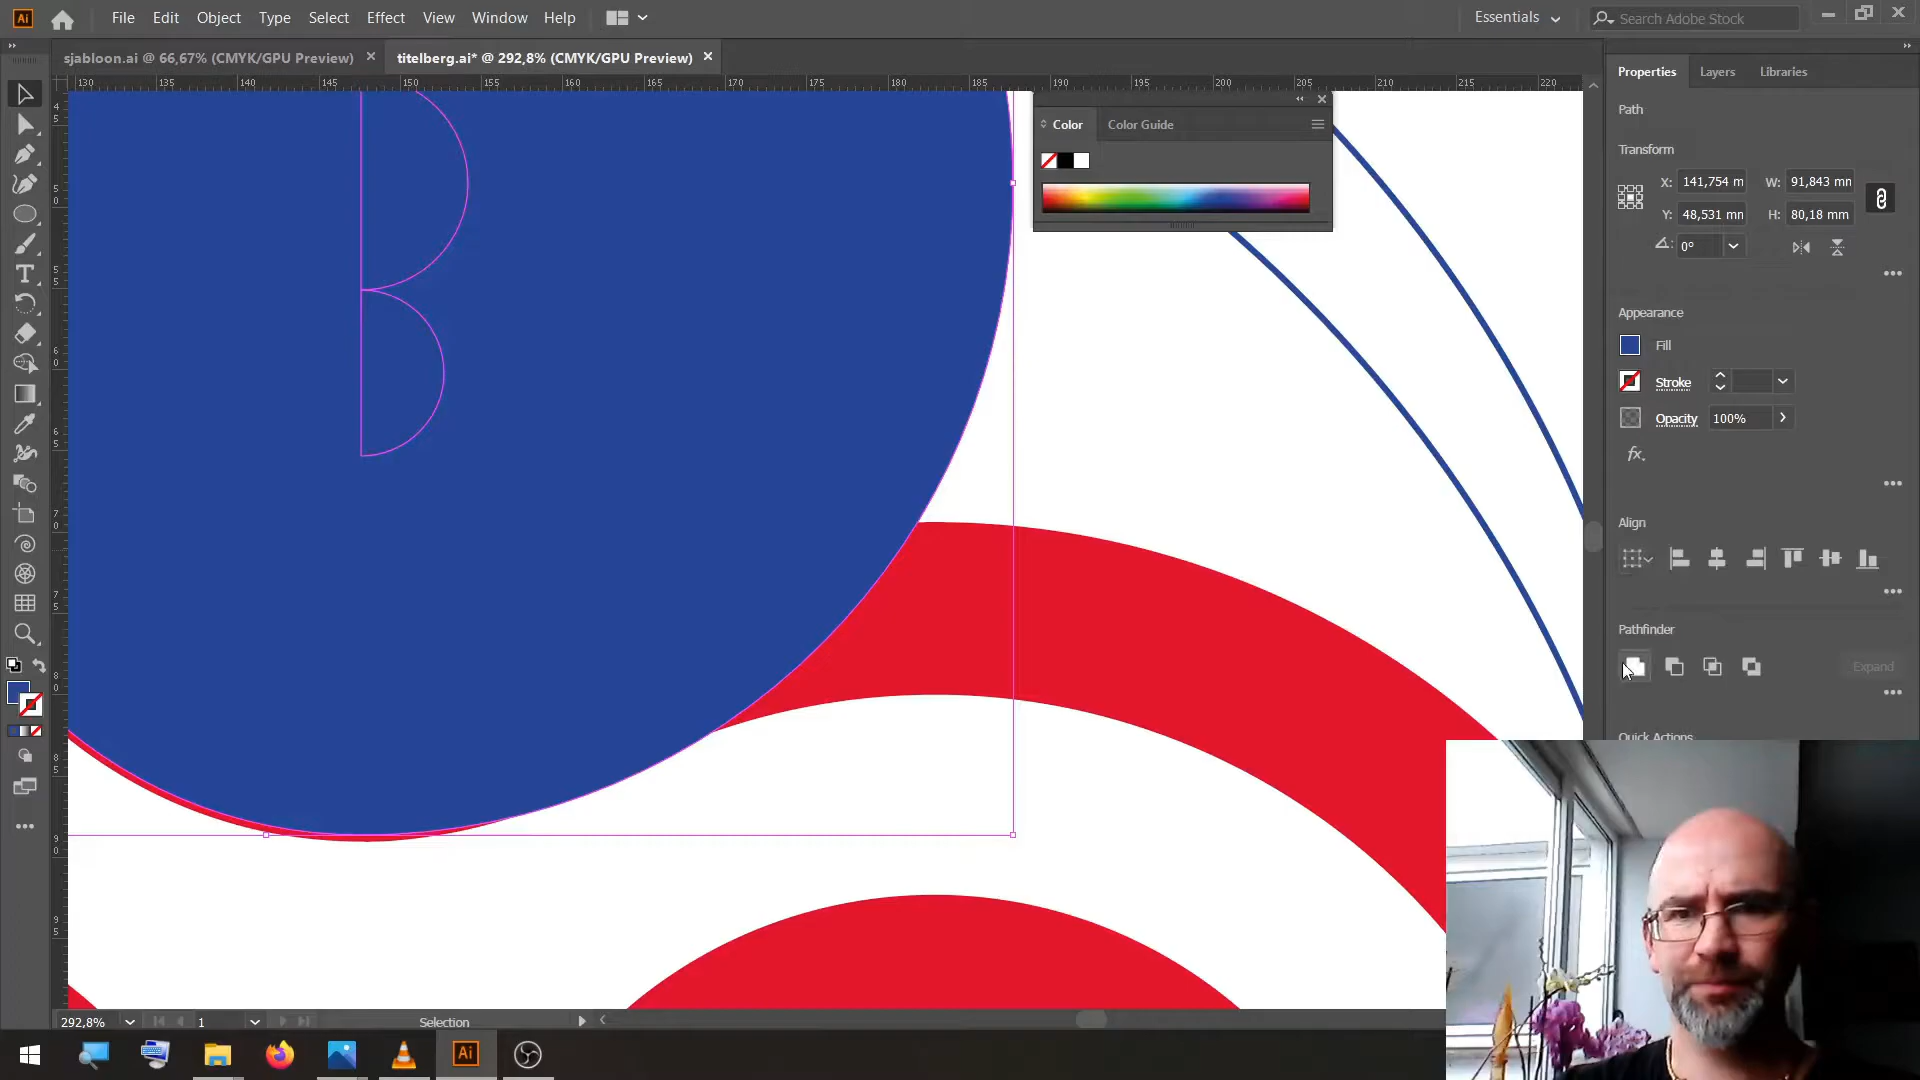 Ai File Edit Object Type Select Effect View Window Help Essentials Search Adobe Stock
sjabloon.ai @ 66,67% (CMYK/GPU Preview) titelberg.ai* @ 292,8% (CMYK/GPU Preview)
130 135 140 145 150 155 160 165 170 175 180 185 190 195 200 205 210 215 220
Properties Layers Libraries
Path
Transform
X: 141,754 m W: 91,843 mm
Y: 48,531 mm H: 80,18 mm
0°
Color Color Guide
Appearance
Fill
Stroke
Opacity 100%
fx.
Align
Pathfinder
Expand
Quick Actions
292,8% 1 Selection
Ai